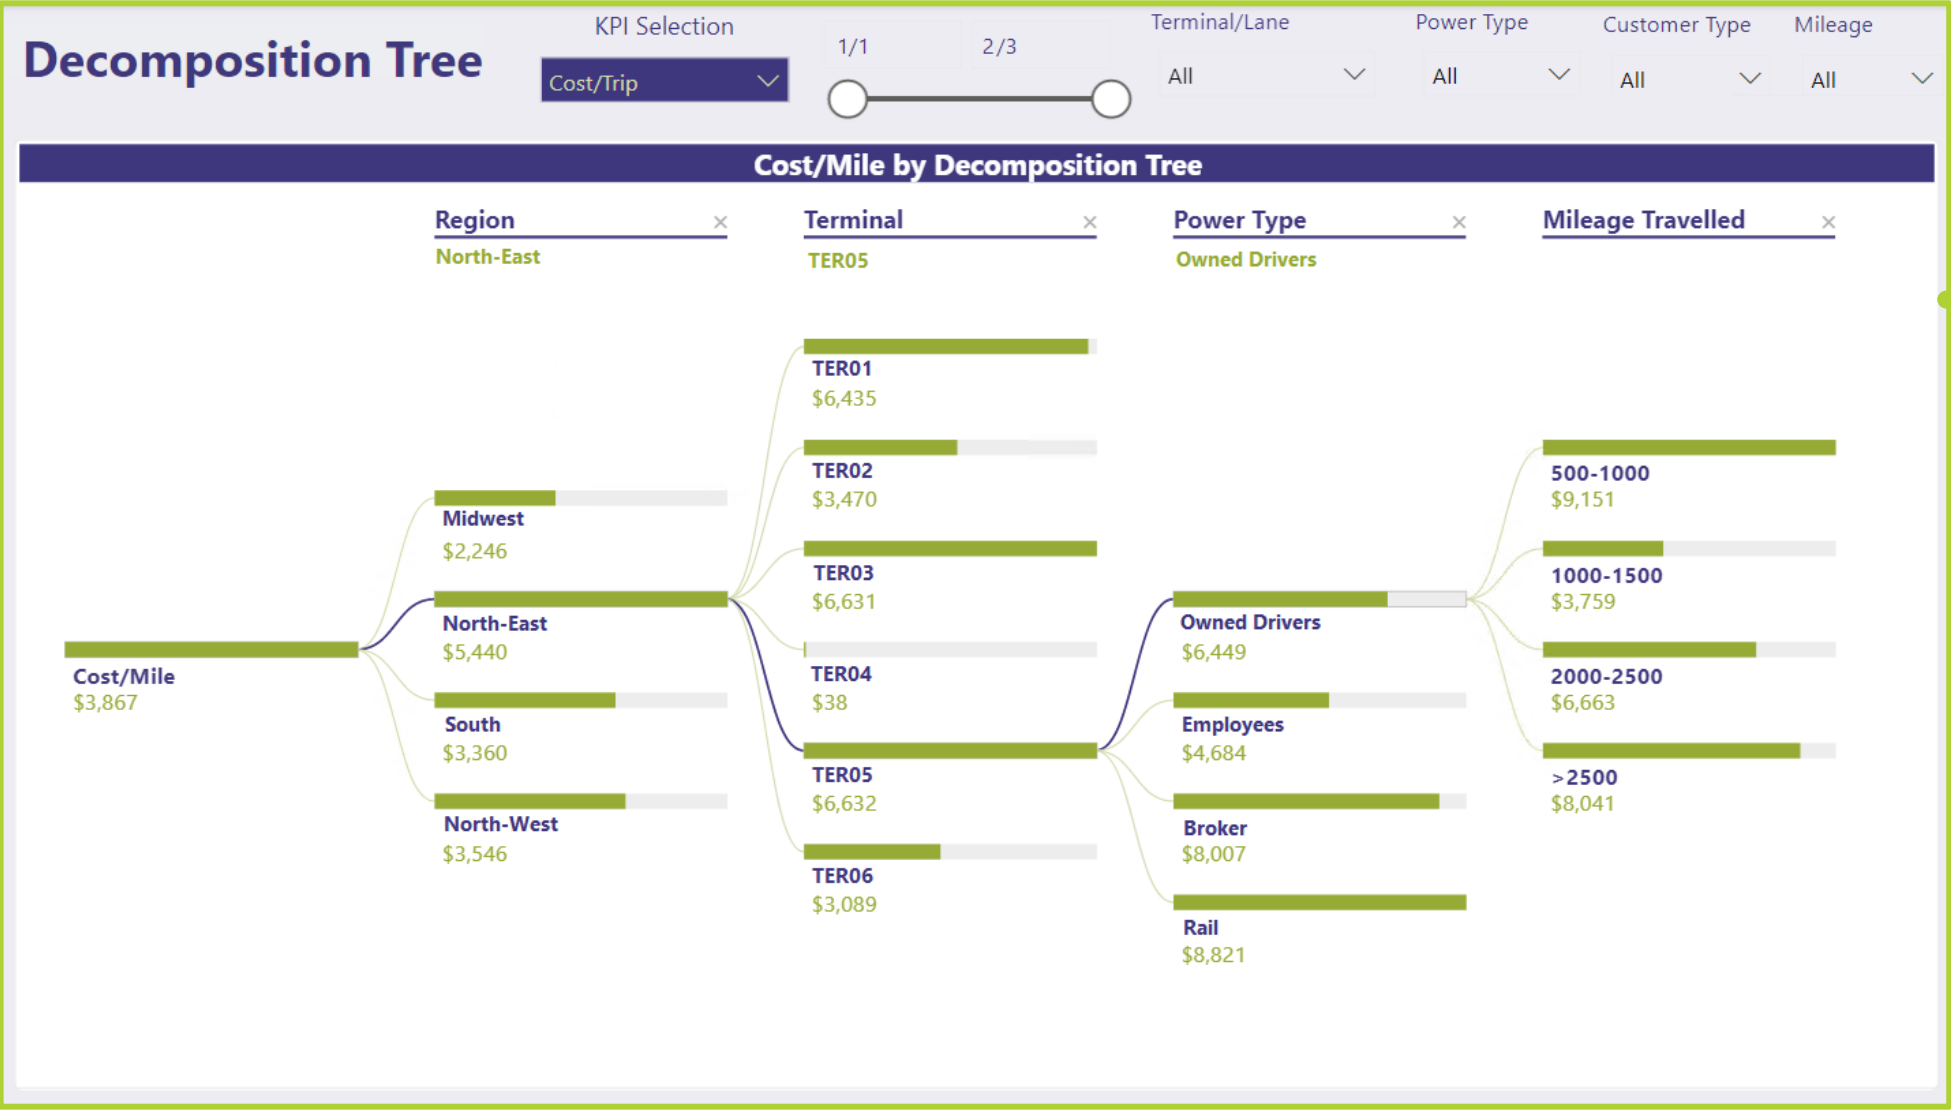 Decomposition Tree
KPI Selection
Cost/Trip
1/1
2/3
Terminal/Lane
All
Power Type
All
Customer Type
All
Mileage
All
Cost/Mile by Decomposition Tree
Region
North-East
Terminal
TER05
Power Type
Owned Drivers
Mileage Travelled
Cost/Mile
$3,867
Midwest
$2,246
North-East
$5,440
South
$3,360
North-West
$3,546
TER01
$6,435
TER02
$3,470
TER03
$6,631
TER04
$38
TER05
$6,632
TER06
$3,089
Owned Drivers
$6,449
Employees
$4,684
Broker
$8,007
Rail
$8,821
500-1000
$9,151
1000-1500
$3,759
2000-2500
$6,663
>2500
$8,041